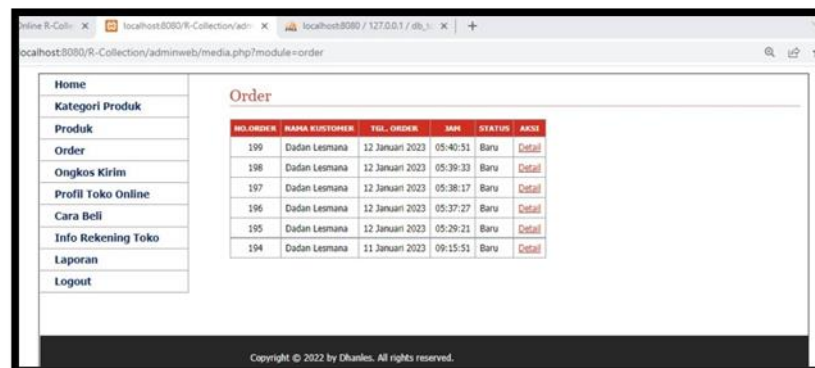 nline R-Colle
localhost:8080/R-Collection/adm
localhost:8080 / 127.0.0.1 / db_t
ocalhost:8080/R-Collection/adminweb/media.php?module=order
Home
Kategori Produk
Produk
Order
Ongkos Kirim
Profil Toko Online
Cara Beli
Info Rekening Toko
Laporan
Logout
Order
NO.ORDER NAMA KUSTOMER TGL. ORDER JAM STATUS AKSI
199 Dadan Lesmana 12 Januari 2023 05:40:51 Baru Detail
198 Dadan Lesmana 12 Januari 2023 05:39:33 Baru Detail
197 Dadan Lesmana 12 Januari 2023 05:38:17 Baru Detail
196 Dadan Lesmana 12 Januari 2023 05:37:27 Baru Detail
195 Dadan Lesmana 12 Januari 2023 05:29:21 Baru Detail
194 Dadan Lesmana 11 Januari 2023 09:15:51 Baru Detail
Copyright © 2022 by Dhanles. All rights reserved.